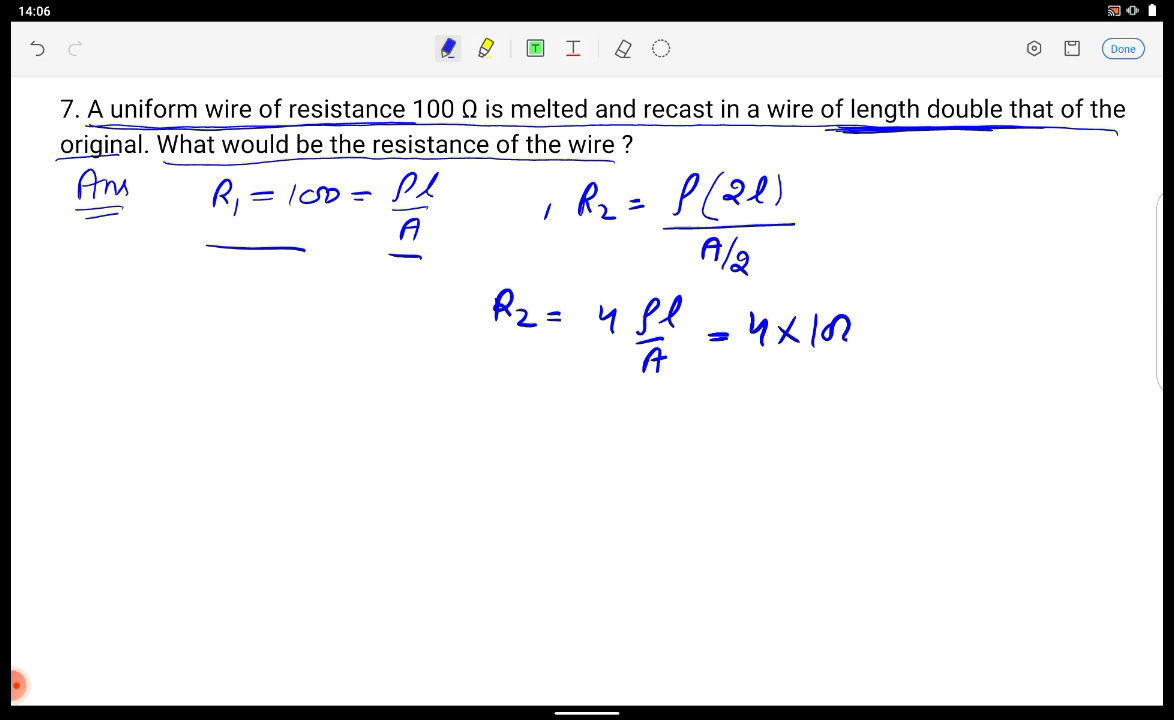 14:06
T T Done
7. A uniform wire of resistance 100 Ω is melted and recast in a wire of length double that of the
original. What would be the resistance of the wire ?
Ans R₁ = 100 = ρl/A , R₂ = ρ(2l)/A/2
R₂ = 4 ρl/A = 4 × 100